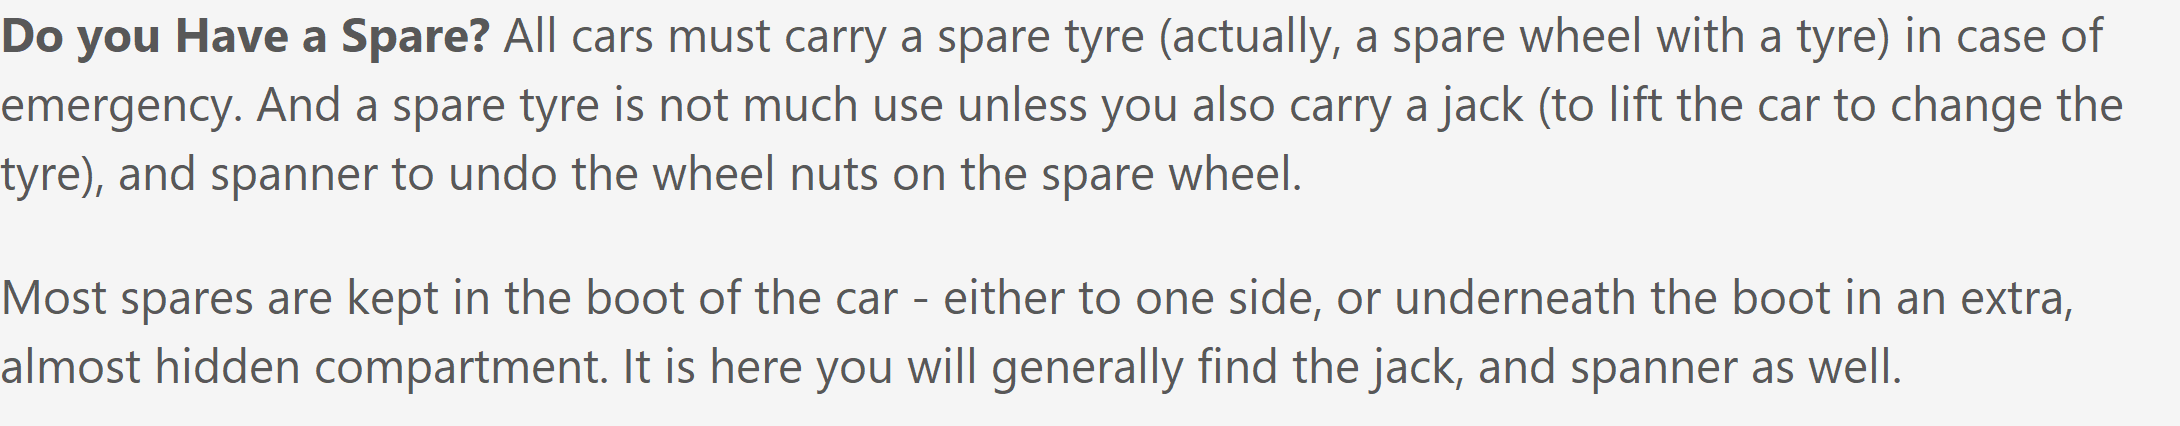 Do you Have a Spare? All cars must carry a spare tyre (actually, a spare wheel with a tyre) in case of
emergency. And a spare tyre is not much use unless you also carry a jack (to lift the car to change the
tyre), and spanner to undo the wheel nuts on the spare wheel.
Most spares are kept in the boot of the car - either to one side, or underneath the boot in an extra,
almost hidden compartment. It is here you will generally find the jack, and spanner as well.